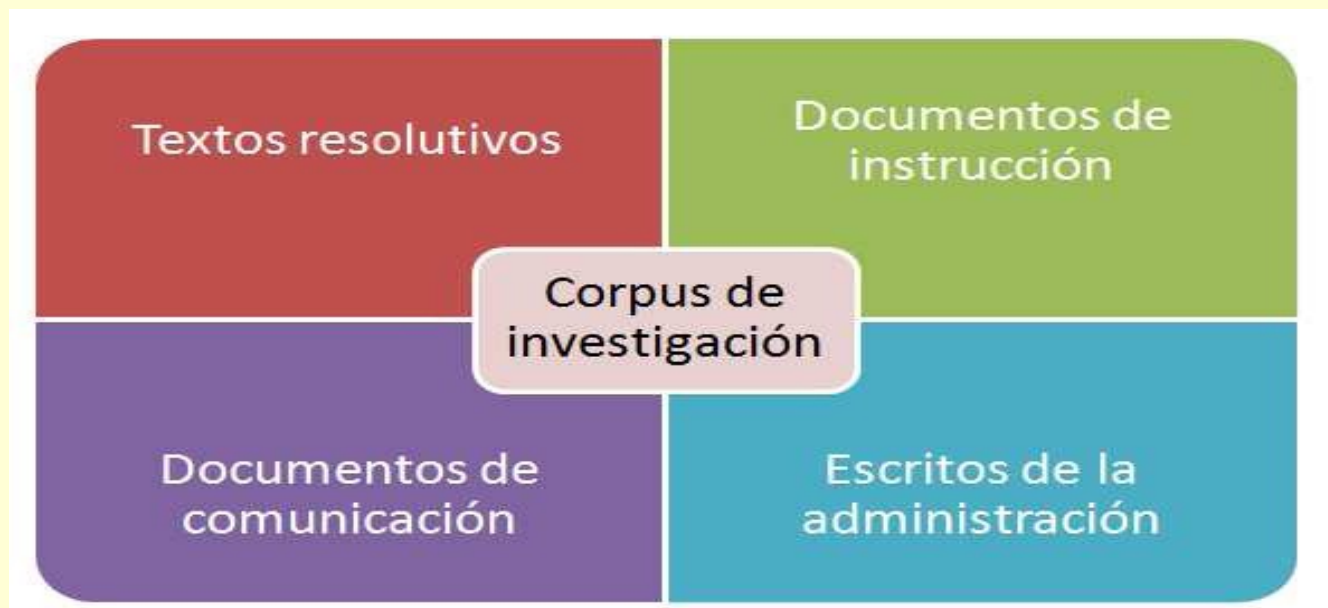 Textos resolutivos
Documentos de
instrucción
Corpus de
investigación
Documentos de
comunicación
Escritos de la
administración